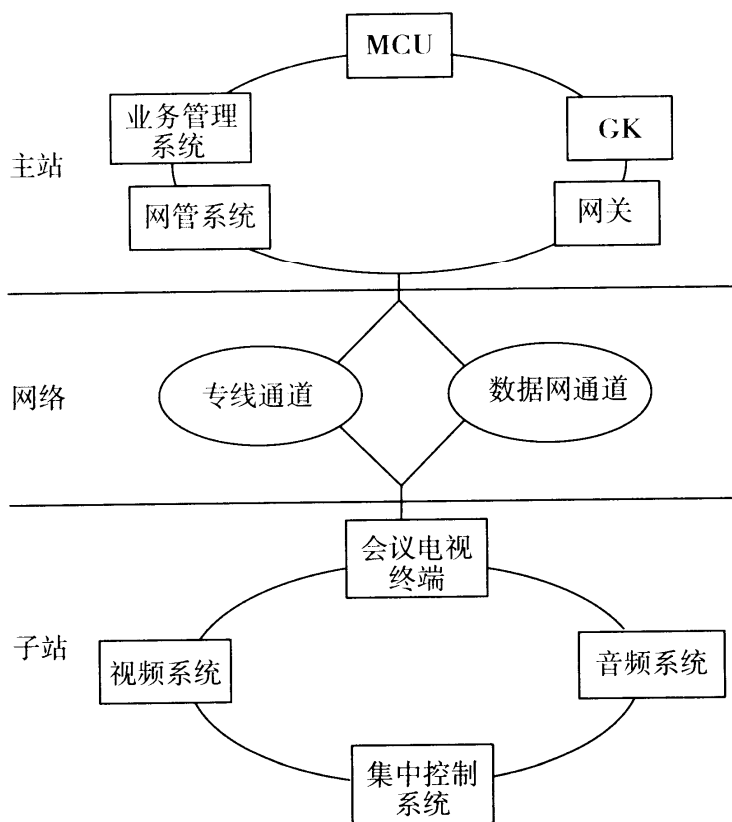 MCU
业务管理
系统
GK
主站
网管系统
网关
网络
专线通道
数据网通道
会议电视
终端
子站
视频系统
音频系统
集中控制
系统